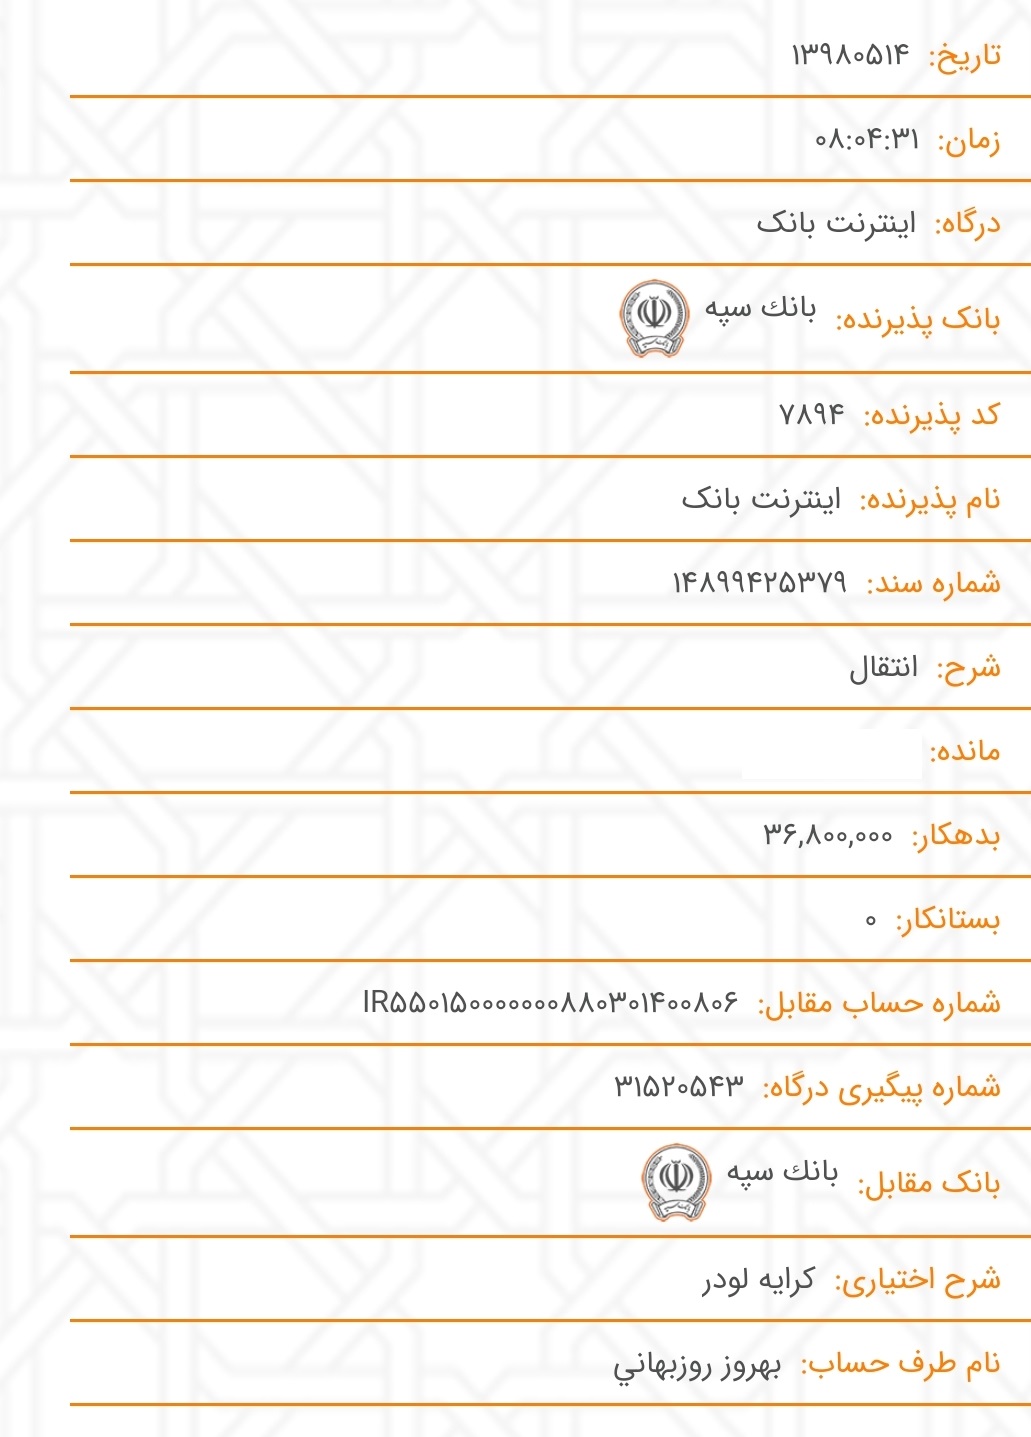 تاریخ: ۱۳۹۸۰۵۱۴
زمان: ۰۸:۰۴:۳۱
درگاه: اینترنت بانک
بانک پذیرنده: بانك سپه
کد پذیرنده: ۷۸۹۴
نام پذیرنده: اینترنت بانک
شماره سند: ۱۴۸۹۹۴۲۵۳۷۹
شرح: انتقال
مانده:
بدهکار: ۳۶,۸۰۰,۰۰۰
بستانکار: ۰
شماره حساب مقابل: IR۵۵۰۱۵۰۰۰۰۰۰۰۸۸۰۳۰۱۴۰۰۸۰۶
شماره پیگیری درگاه: ۳۱۵۲۰۵۴۳
بانک مقابل: بانك سپه
شرح اختیاری: کرایه لودر
نام طرف حساب: بهروز روزبهاني